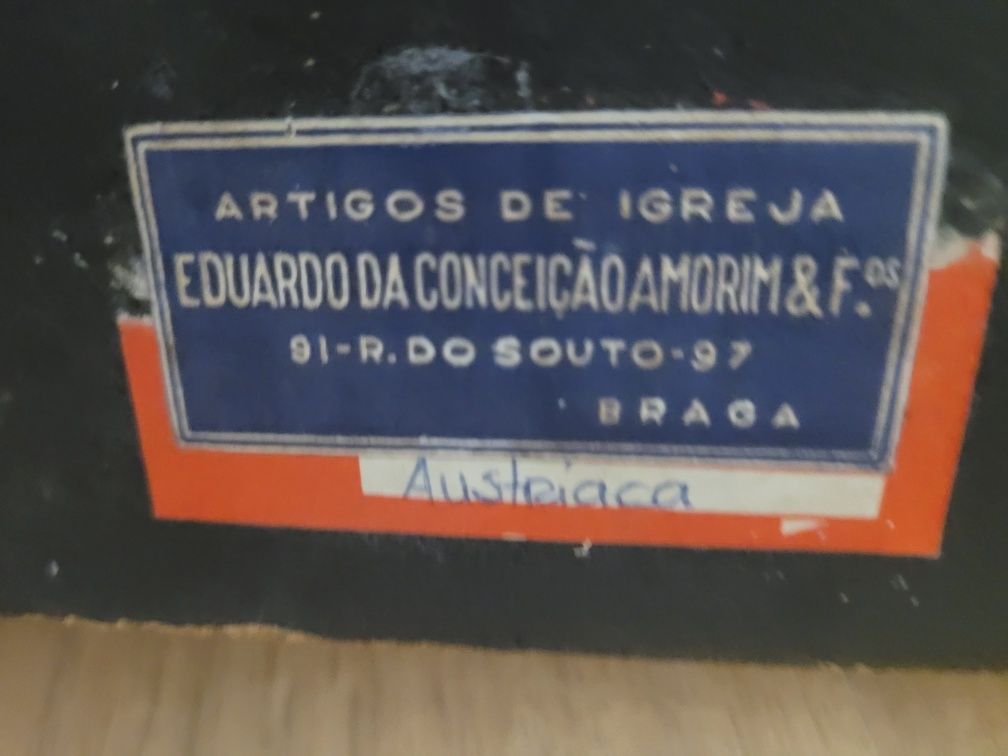 ARTIGOS DE IGREJA
EDUARDO DA CONCEIÇÃO AMORIM & F.os
91-R. DO SOUTO-97
BRAGA
Austriaca